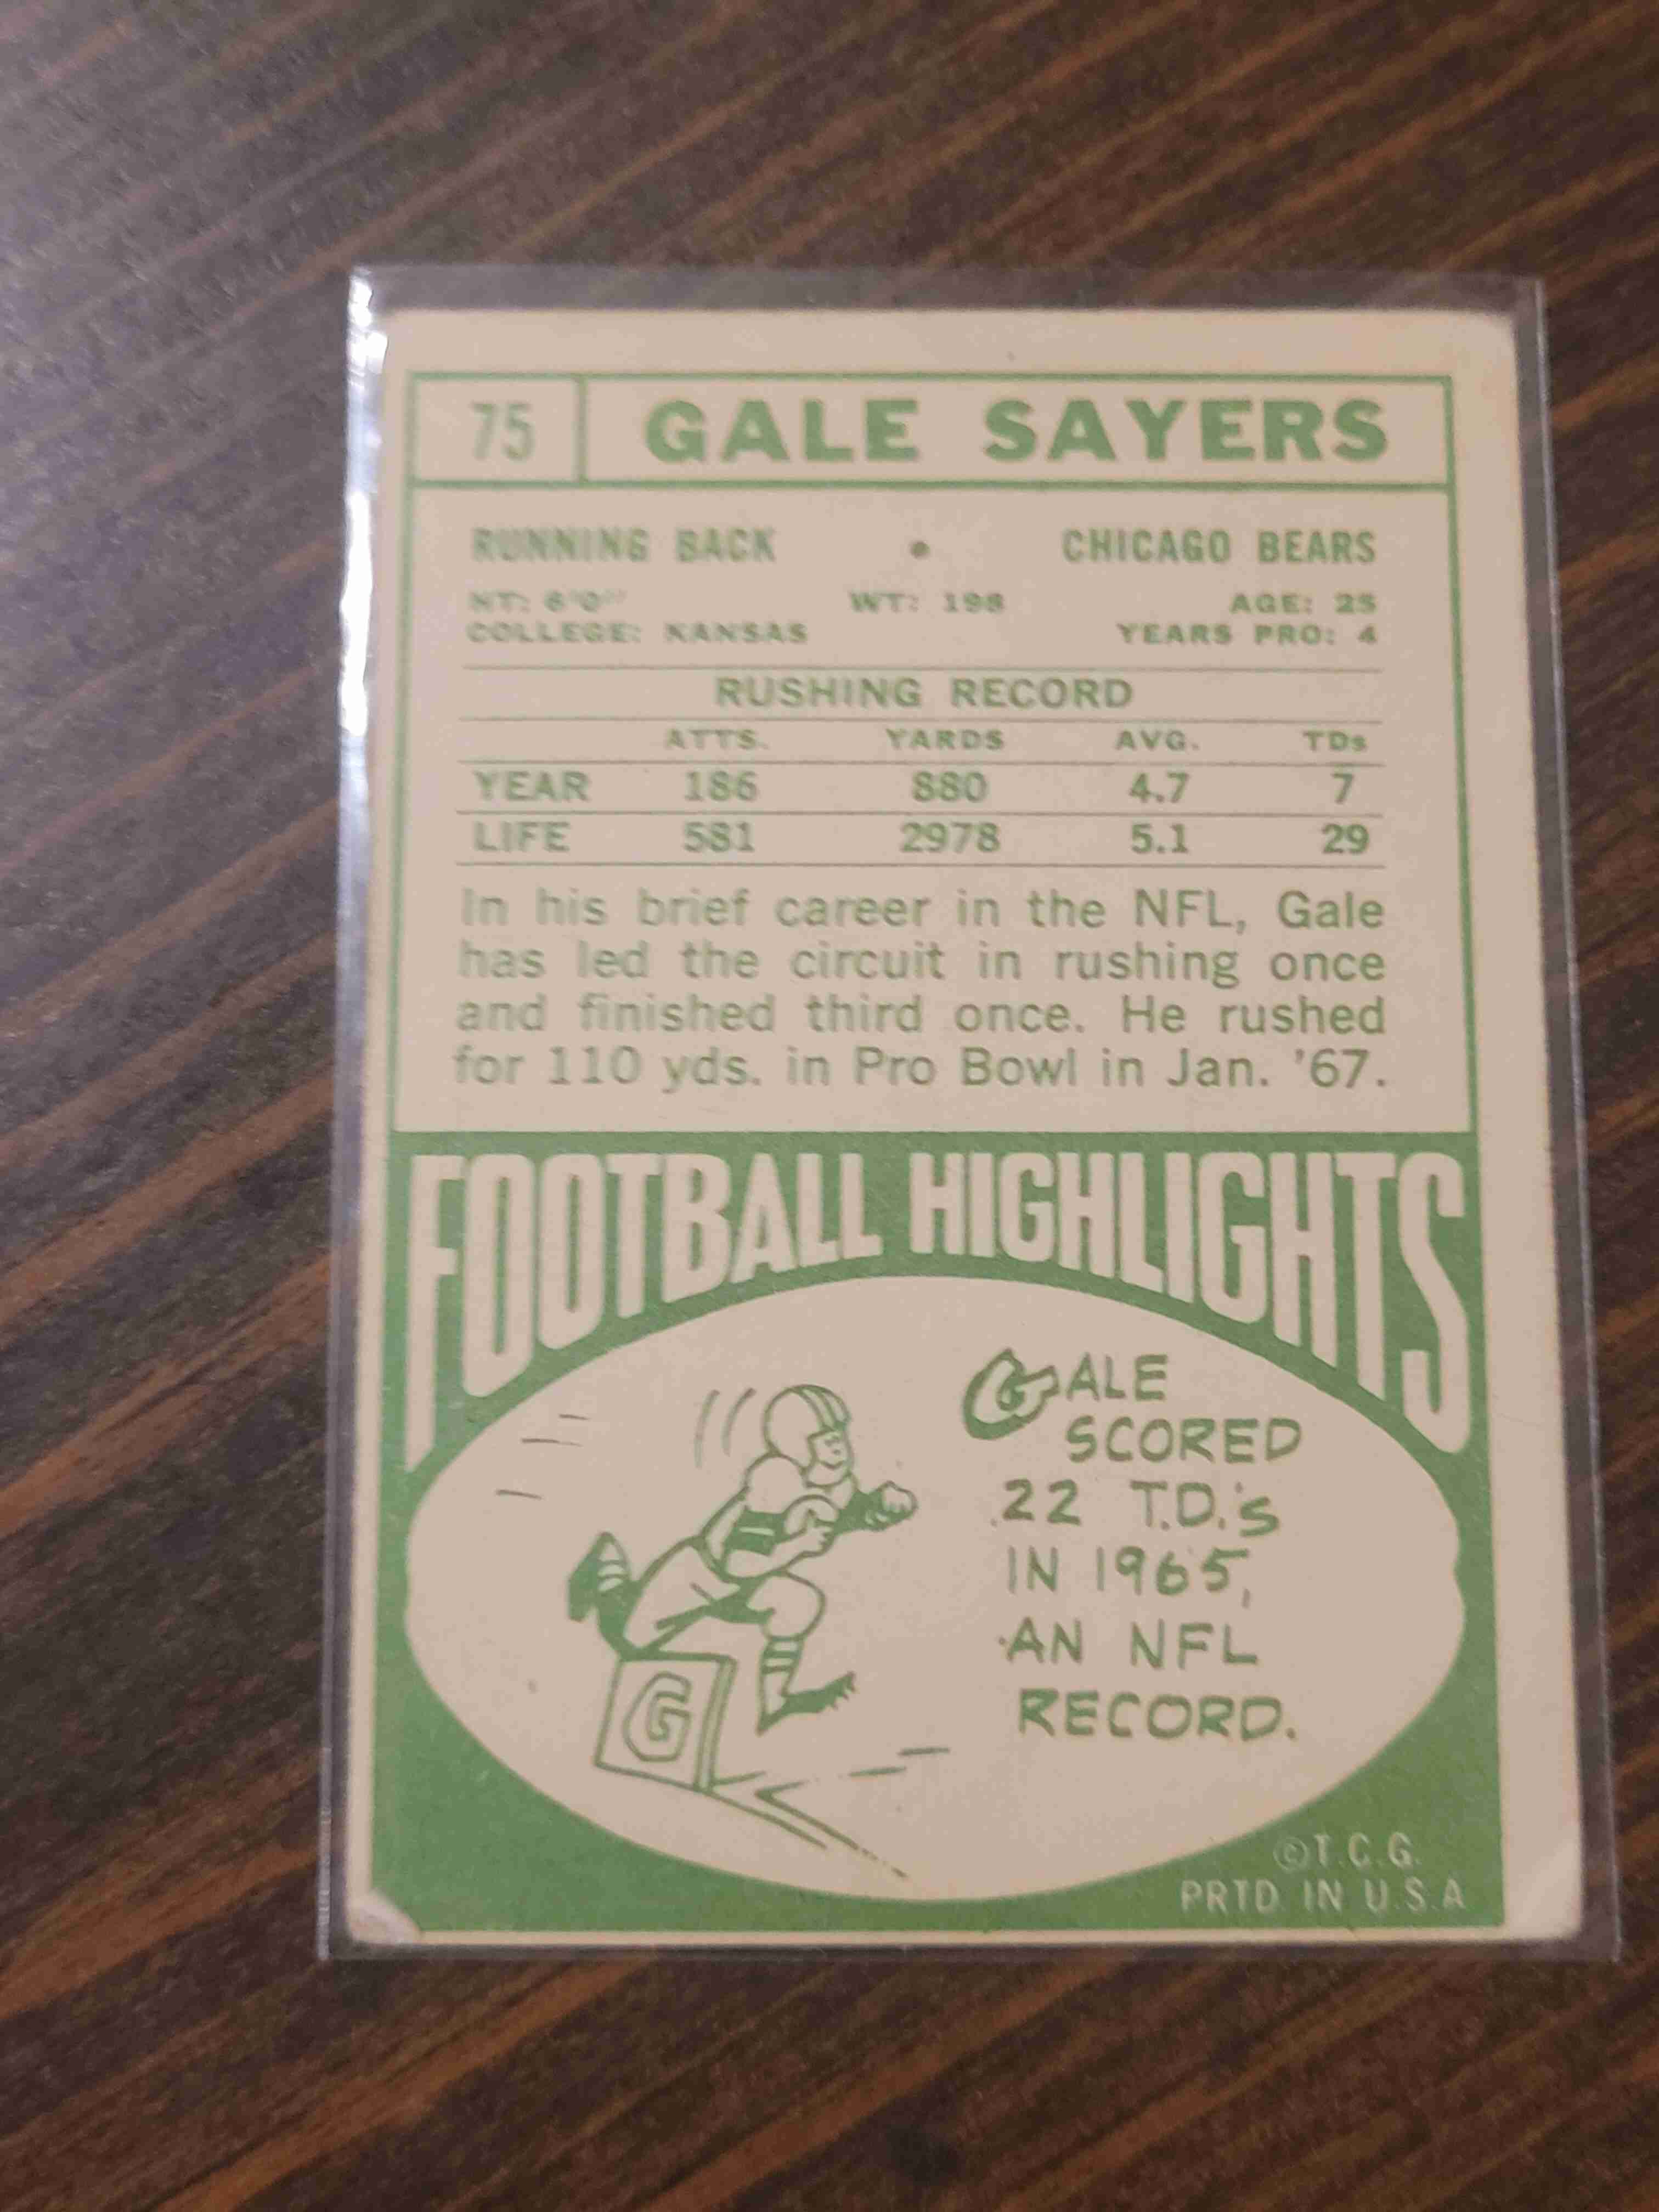 75 GALE SAYERS
RUNNING BACK • CHICAGO BEARS
HT: 6'0" WT: 198 AGE: 25
COLLEGE: KANSAS YEARS PRO: 4
RUSHING RECORD
ATTS. YARDS AVG. TDs
YEAR 186 880 4.7 7
LIFE 581 2978 5.1 29
In his brief career in the NFL, Gale
has led the circuit in rushing once
and finished third once. He rushed
for 110 yds. in Pro Bowl in Jan. '67.
FOOTBALL HIGHLIGHTS
GALE
SCORED
22 T.D.'s
IN 1965,
AN NFL
RECORD.
G
©T.C.G.
PRTD. IN U.S.A